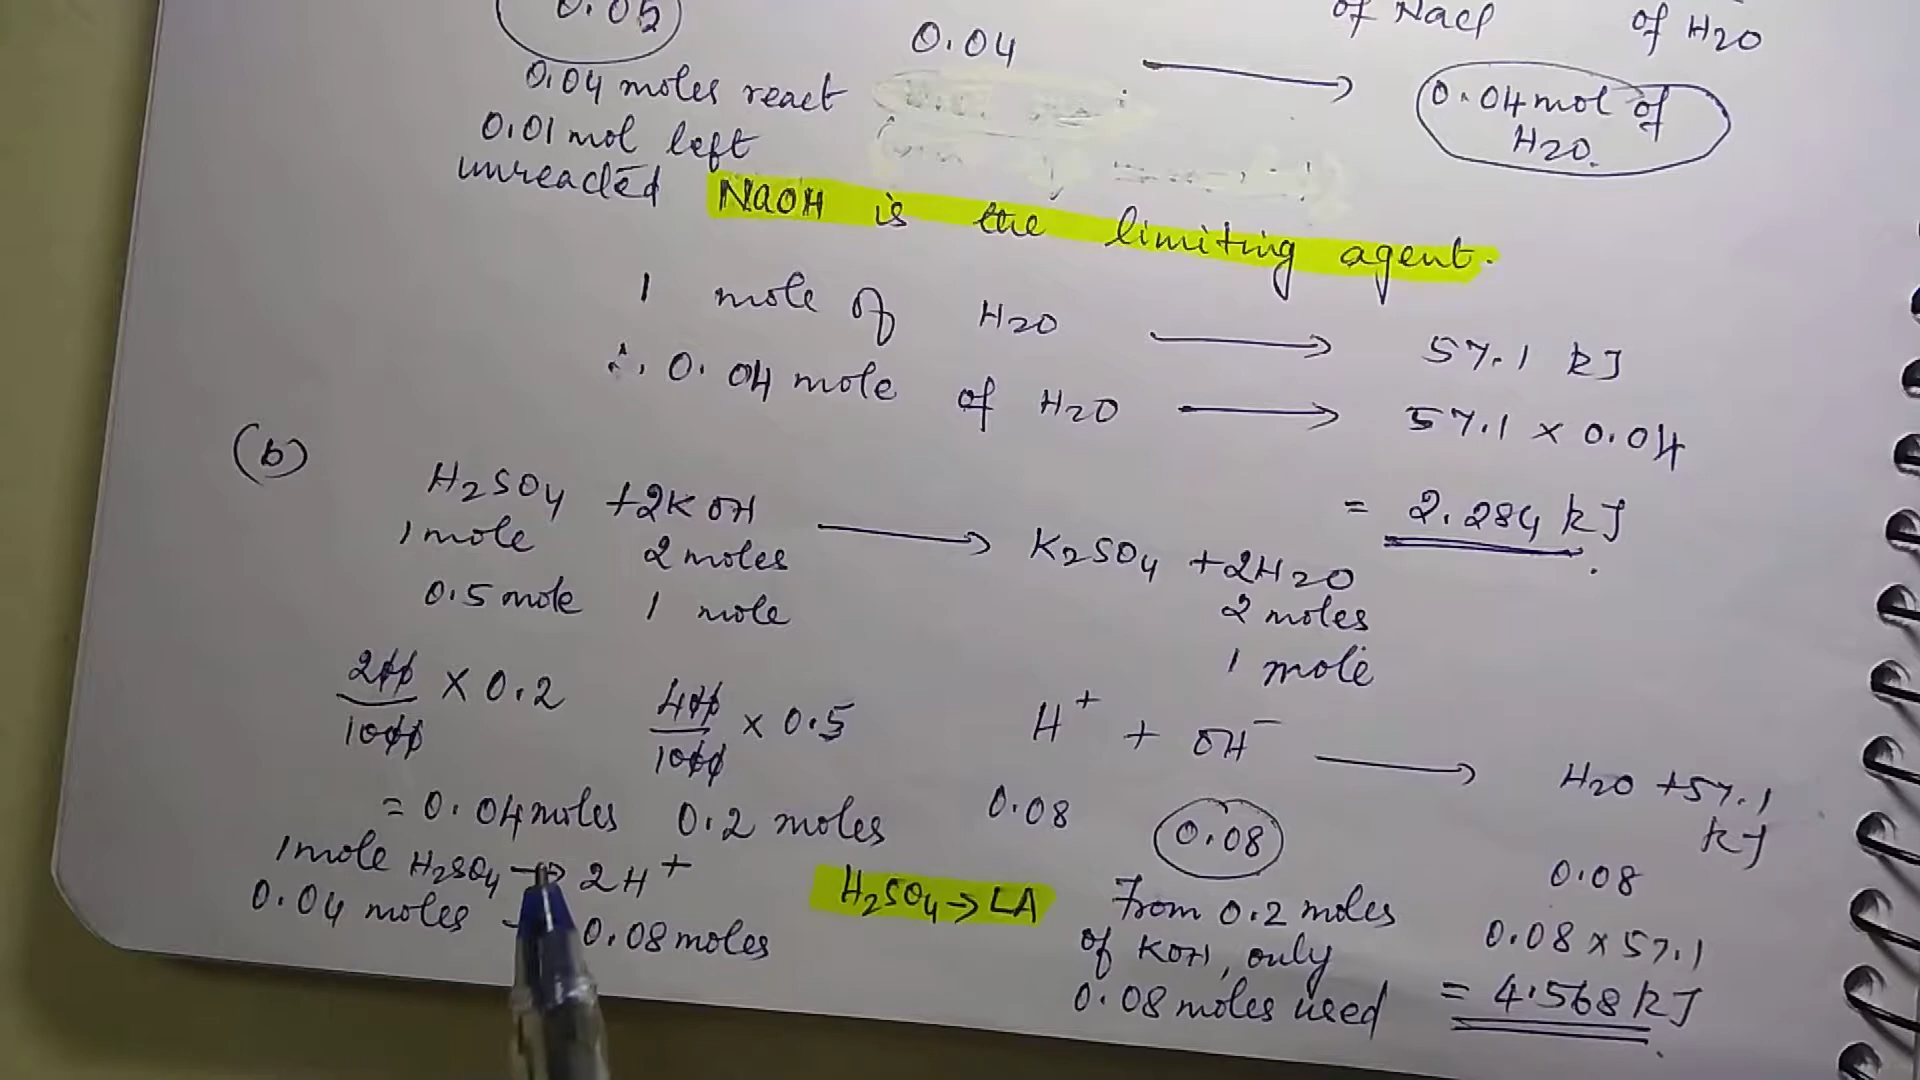 0.05 0.04 of NaCl of H2O
0.04 moles react 0.04 mol of H2O.
0.01 mol left
unreacted NaOH is the limiting agent.
1 mole of H2O → 57.1 kJ
∴ 0.04 mole of H2O → 57.1 × 0.04
= 2.284 kJ
(b) H2SO4 + 2KOH → K2SO4 + 2H2O
1 mole 2 moles 2 moles
0.5 mole 1 mole 1 mole
200/1000 × 0.2 400/1000 × 0.5 H+ + OH− → H2O + 57.1 kJ
= 0.04 moles 0.2 moles 0.08 0.08 0.08
1 mole H2SO4 → 2H+ H2SO4 → LA From 0.2 moles 0.08 × 57.1
0.04 moles → 0.08 moles of KOH, only
0.08 moles used = 4.568 kJ